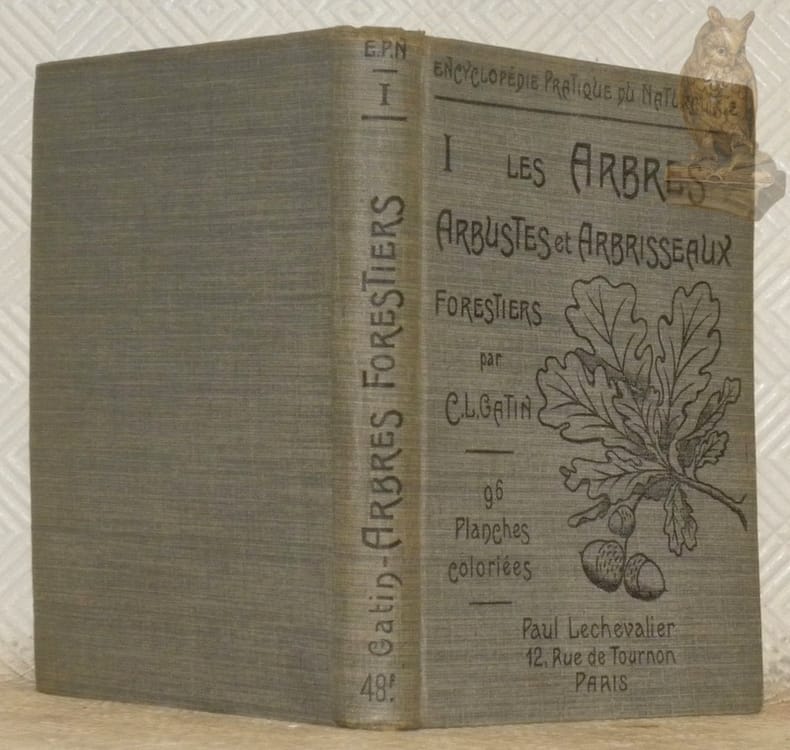 E.P.N
I
Gatin-ARBRES FORESTIERS
48F
ENCYCLOPÉDIE PRATIQUE DU NATURALISTE
I LES ARBRES
ARBUSTES et ARBRISSEAUX
FORESTIERS
par
C.L.GATIN
96
Planches
coloriées
Paul Lechevalier
12, Rue de Tournon
PARIS